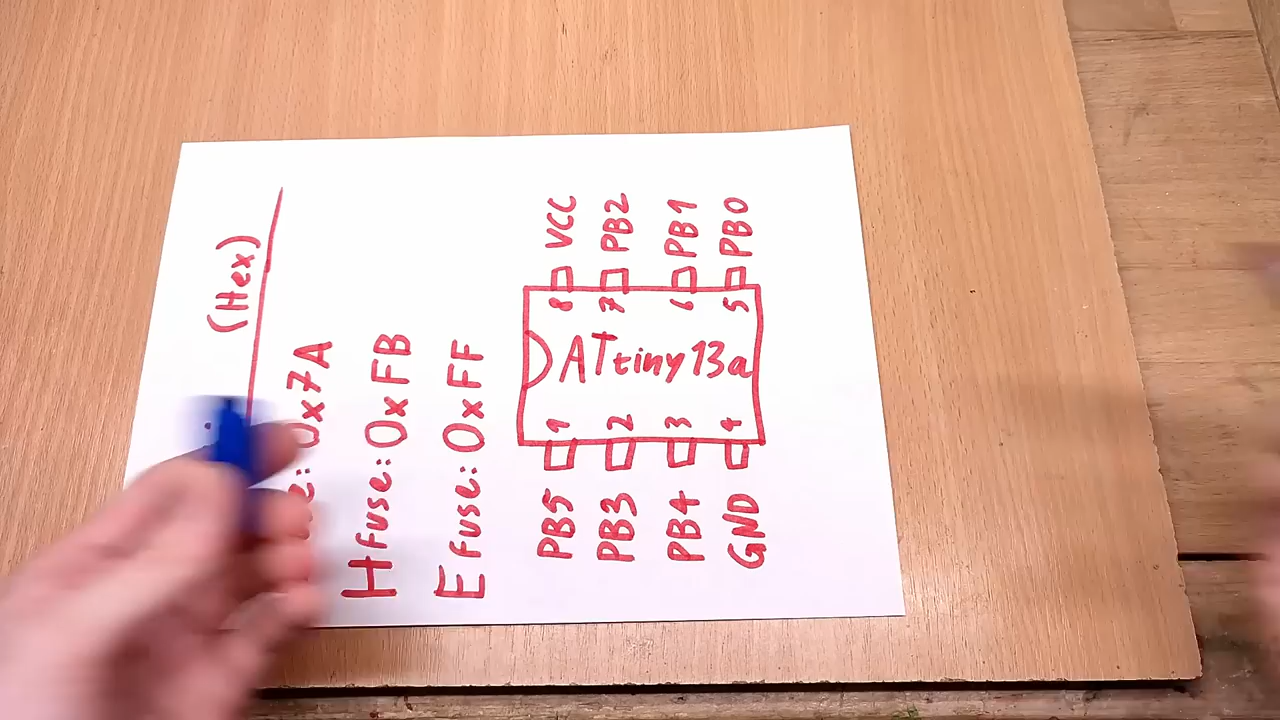 (Hex)
0x7A
Hfuse: 0xFB
Efuse: 0xFF
PB5 1 8 VCC
PB3 2 7 PB2
PB4 3 6 PB1
GND 4 5 PB0
ATtiny13a